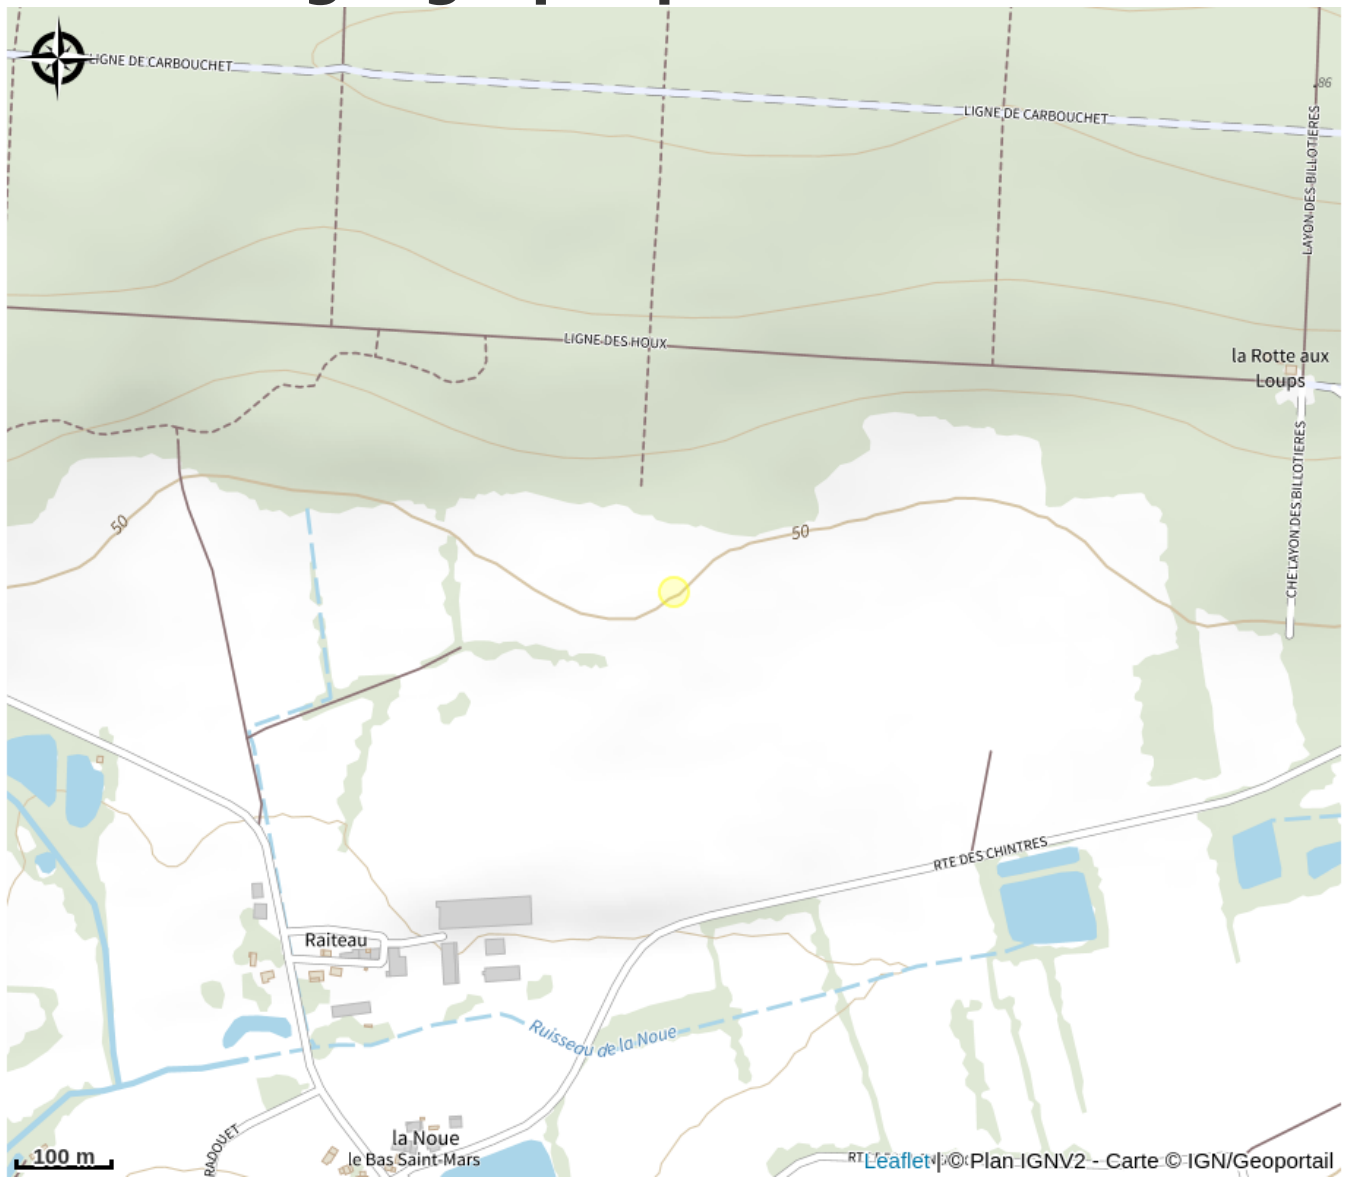 LIGNE DE CARBOUCHET
86
LIGNE DE CARBOUCHET
LAYON DES BILLOTIERES
LIGNE DES HOUX
la Rotte aux
Loups
CHE LAYON DES BILLOTIERES
50
50
RTE DES CHINTRES
Raiteau
Ruisseau de la Noue
la Noue
le Bas Saint-Mars
RADOUET
100 m
Leaflet | © Plan IGNV2 - Carte © IGN/Geoportail